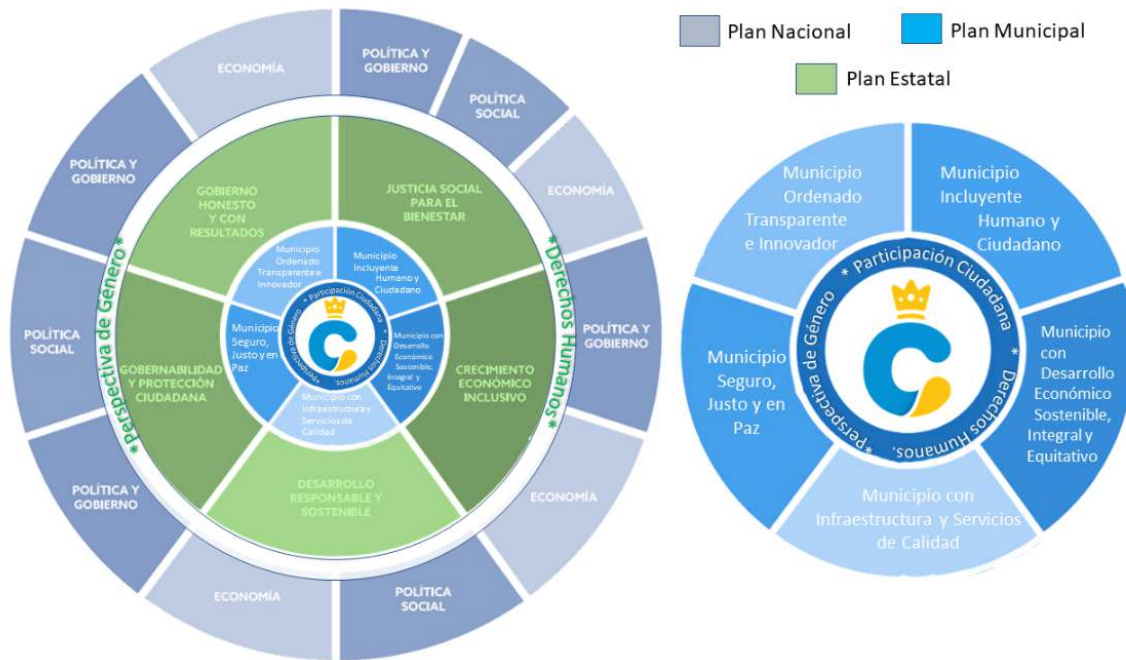 Plan Nacional
Plan Municipal
Plan Estatal
ECONOMÍA
POLÍTICA Y
GOBIERNO
POLÍTICA
SOCIAL
ECONOMÍA
POLÍTICA Y
GOBIERNO
ECONOMÍA
POLÍTICA
SOCIAL
ECONOMÍA
POLÍTICA Y
GOBIERNO
POLÍTICA
SOCIAL
POLÍTICA Y
GOBIERNO
*Perspectiva de Género*
*Derechos Humanos*
GOBIERNO
HONESTO
Y CON
RESULTADOS
JUSTICIA SOCIAL
PARA EL
BIENESTAR
CRECIMIENTO
ECONÓMICO
INCLUSIVO
DESARROLLO
RESPONSABLE Y
SOSTENIBLE
GOBERNABILIDAD
Y PROTECCIÓN
CIUDADANA
Municipio
Ordenado
Transparente e
Innovador
Municipio
Incluyente
Humano y
Ciudadano
Municipio con
Desarrollo
Económico
Sostenible,
Integral y
Equitativo
Municipio con
Infraestructura y
Servicios de
Calidad
Municipio
Seguro,
Justo y en
Paz
* Participación Ciudadana
* Derechos Humanos.
*Perspectiva de Género
Municipio
Ordenado
Transparente
e Innovador
Municipio
Incluyente
Humano y
Ciudadano
Municipio
con
Desarrollo
Económico
Sostenible,
Integral y
Equitativo
Municipio con
Infraestructura y Servicios
de Calidad
Municipio
Seguro,
Justo y en
Paz
* Participación Ciudadana
* Derechos Humanos.
*Perspectiva de Género